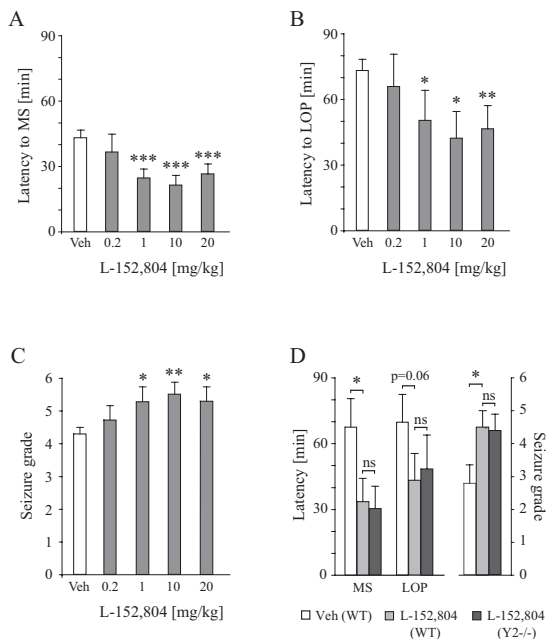 A
Latency to MS [min]
90
60
30
0
***
***
***
Veh 0.2 1 10 20
L-152,804 [mg/kg]
B
Latency to LOP [min]
90
60
30
0
*
*
**
Veh 0.2 1 10 20
L-152,804 [mg/kg]
C
Seizure grade
6
5
4
3
2
1
0
*
**
*
Veh 0.2 1 10 20
L-152,804 [mg/kg]
D
Latency [min]
90
60
30
0
*
ns
p=0.06
ns
*
ns
6
5
4
3
2
1
0
Seizure grade
MS LOP
Veh (WT) L-152,804 (WT) L-152,804 (Y2-/-)